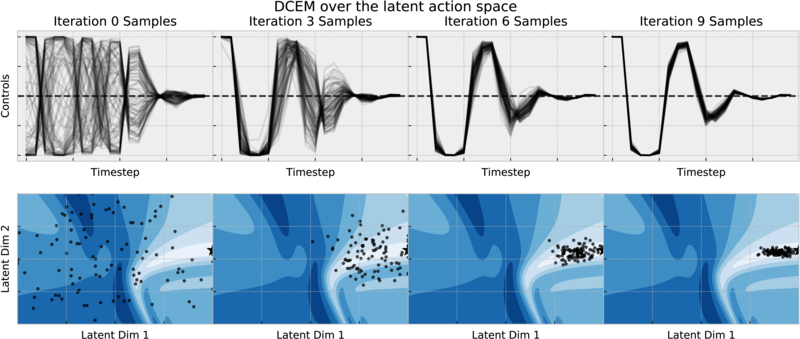 DCEM over the latent action space
Iteration 0 Samples
Iteration 3 Samples
Iteration 6 Samples
Iteration 9 Samples
Controls
Timestep
Timestep
Timestep
Timestep
Latent Dim 2
Latent Dim 1
Latent Dim 1
Latent Dim 1
Latent Dim 1